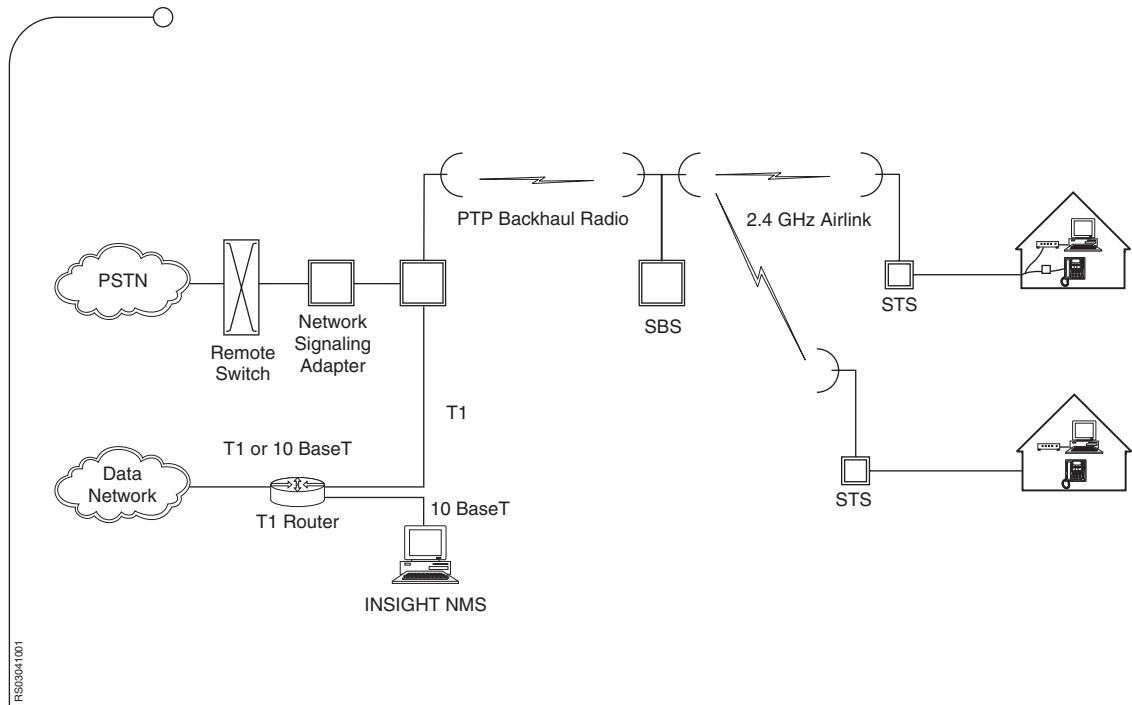 PTP Backhaul Radio
2.4 GHz Airlink
PSTN
Remote
Switch
Network
Signaling
Adapter
SBS
STS
T1
T1 or 10 BaseT
Data
Network
T1 Router
10 BaseT
INSIGHT NMS
STS
RS03041001